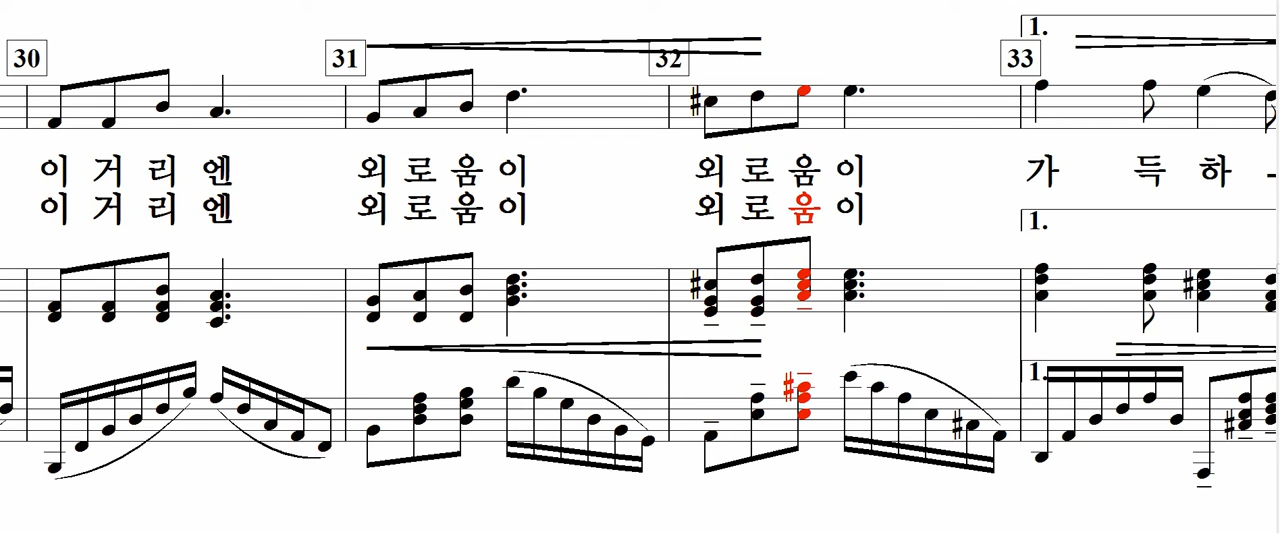 30 31 32 33
1.
이 거 리 엔 외 로 움 이 외 로 움 이 가 득 하 -
이 거 리 엔 외 로 움 이 외 로 움 이
1.
1.